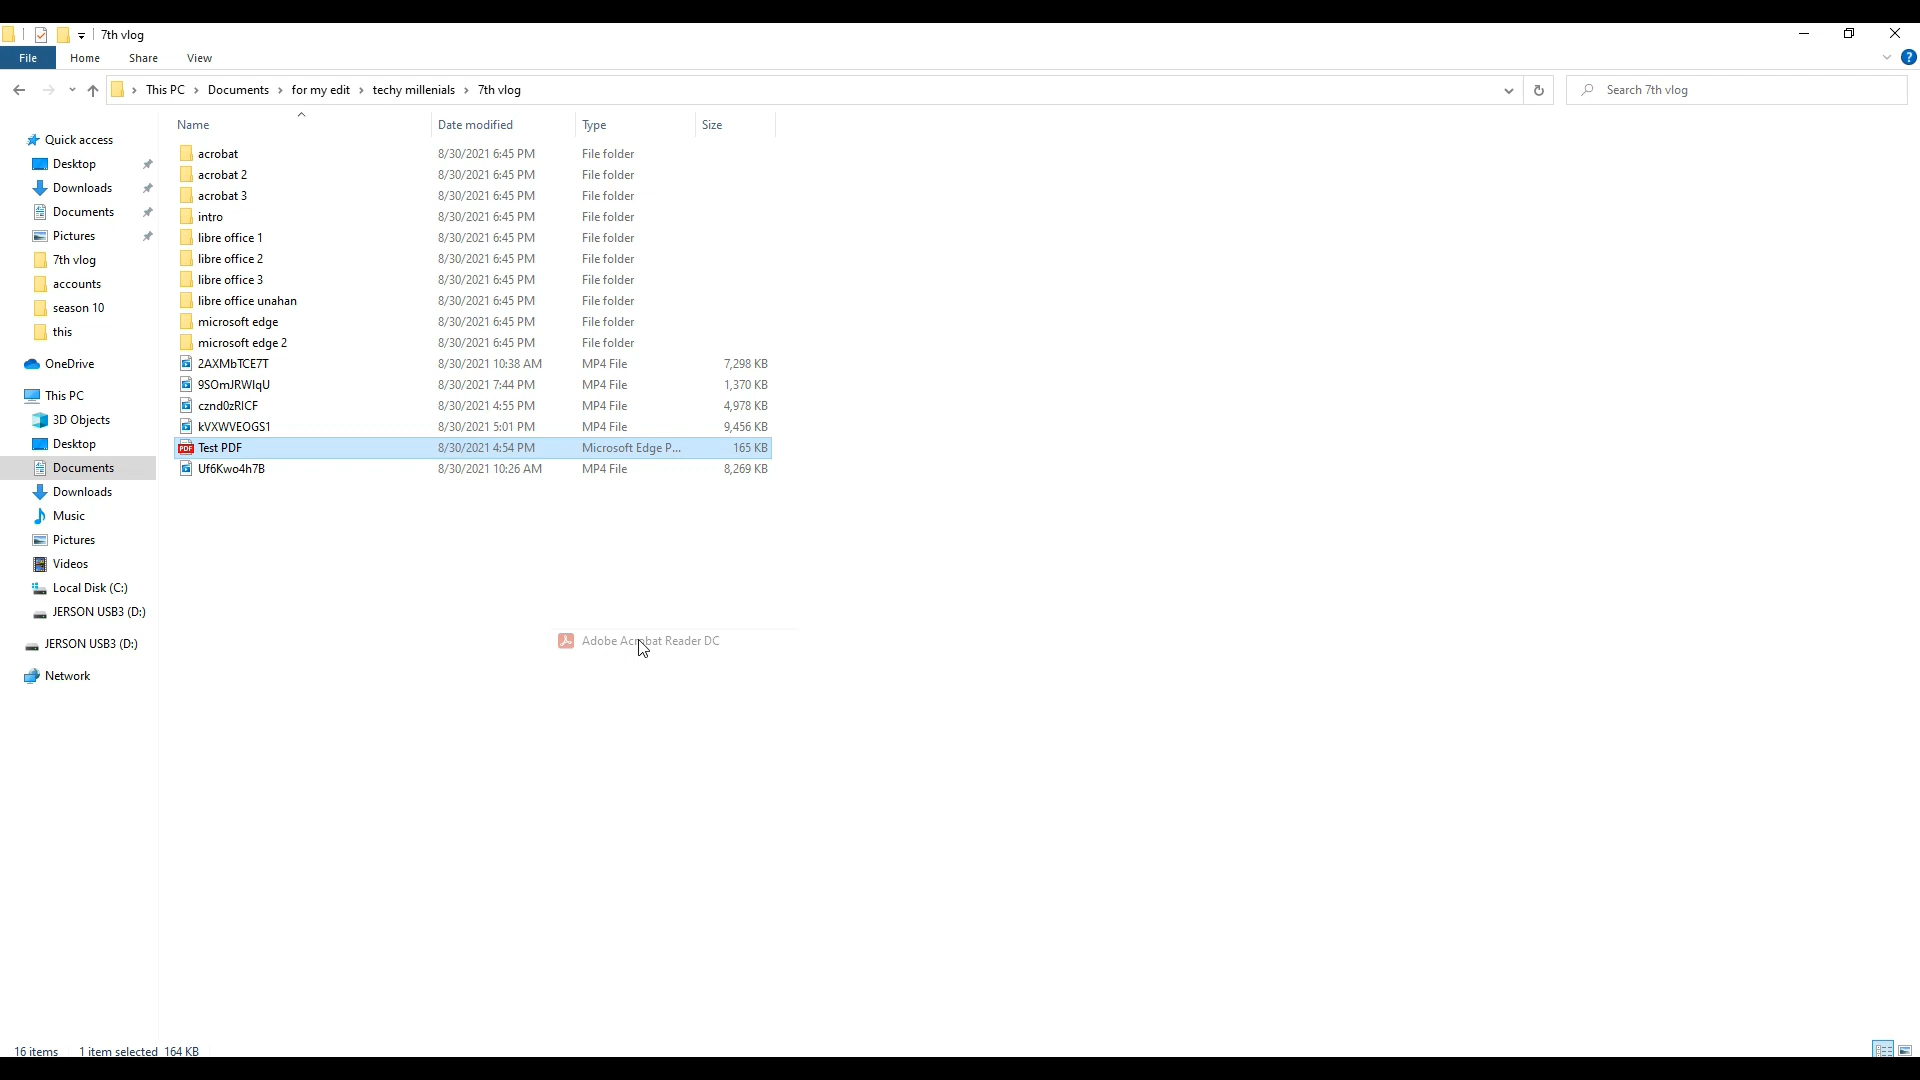 7th vlog
File Home Share View
This PC Documents for my edit techy millenials 7th vlog Search 7th vlog
Name Date modified Type Size
Quick access
Desktop
Downloads
Documents
Pictures
7th vlog
accounts
season 10
this
OneDrive
This PC
3D Objects
Desktop
Documents
Downloads
Music
Pictures
Videos
Local Disk (C:)
JERSON USB3 (D:)
JERSON USB3 (D:)
Network
acrobat 8/30/2021 6:45 PM File folder
acrobat 2 8/30/2021 6:45 PM File folder
acrobat 3 8/30/2021 6:45 PM File folder
intro 8/30/2021 6:45 PM File folder
libre office 1 8/30/2021 6:45 PM File folder
libre office 2 8/30/2021 6:45 PM File folder
libre office 3 8/30/2021 6:45 PM File folder
libre office unahan 8/30/2021 6:45 PM File folder
microsoft edge 8/30/2021 6:45 PM File folder
microsoft edge 2 8/30/2021 6:45 PM File folder
2AXMbTCE7T 8/30/2021 10:38 AM MP4 File 7,298 KB
9SOmJRWIqU 8/30/2021 7:44 PM MP4 File 1,370 KB
cznd0zRICF 8/30/2021 4:55 PM MP4 File 4,978 KB
kVXWVEOGS1 8/30/2021 5:01 PM MP4 File 9,456 KB
Test PDF 8/30/2021 4:54 PM Microsoft Edge P... 165 KB
Uf6Kwo4h7B 8/30/2021 10:26 AM MP4 File 8,269 KB
Adobe Acrobat Reader DC
16 items 1 item selected 164 KB